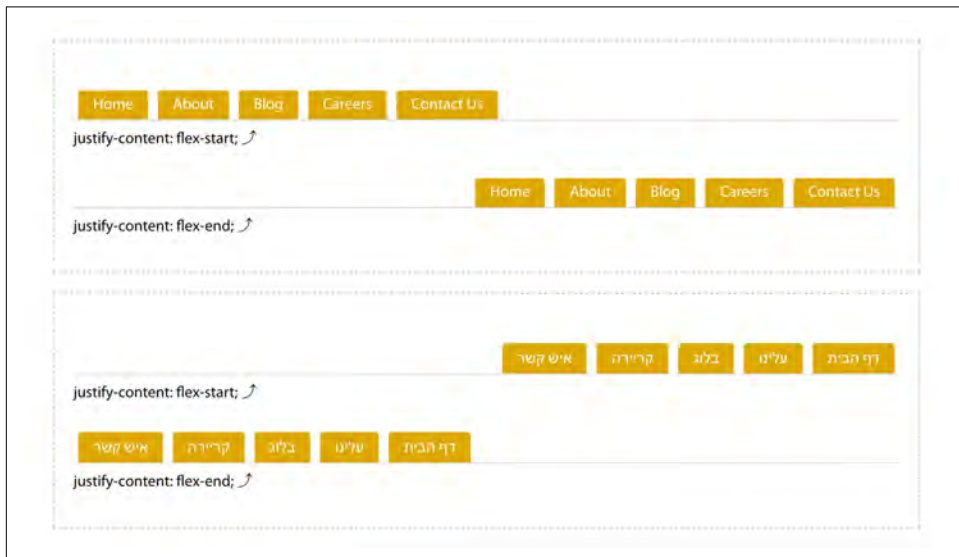 Home About Blog Careers Contact Us
justify-content: flex-start; ⤴
Home About Blog Careers Contact Us
justify-content: flex-end; ⤴
דף הבית עלינו בלוג קריירה איש קשר
justify-content: flex-start; ⤴
דף הבית עלינו בלוג קריירה איש קשר
justify-content: flex-end; ⤴